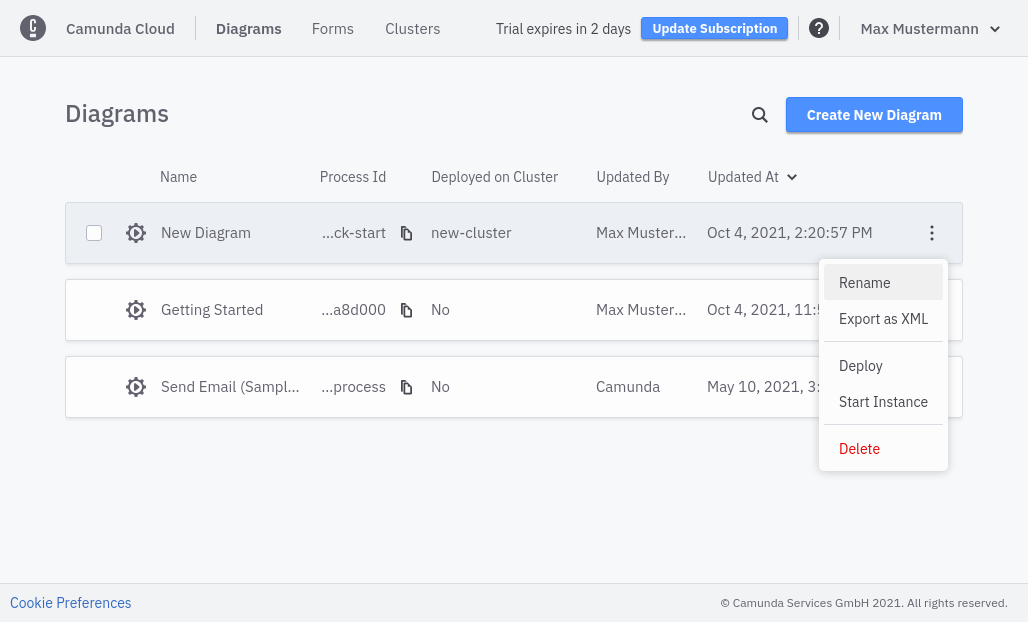 Camunda Cloud Diagrams Forms Clusters Trial expires in 2 days Update Subscription ? Max Mustermann
Diagrams Create New Diagram
Name Process Id Deployed on Cluster Updated By Updated At
New Diagram ...ck-start new-cluster Max Muster... Oct 4, 2021, 2:20:57 PM
Getting Started ...a8d000 No Max Muster... Oct 4, 2021, 11:
Send Email (Sampl... ...process No Camunda May 10, 2021, 3:
Rename
Export as XML
Deploy
Start Instance
Delete
Cookie Preferences © Camunda Services GmbH 2021. All rights reserved.